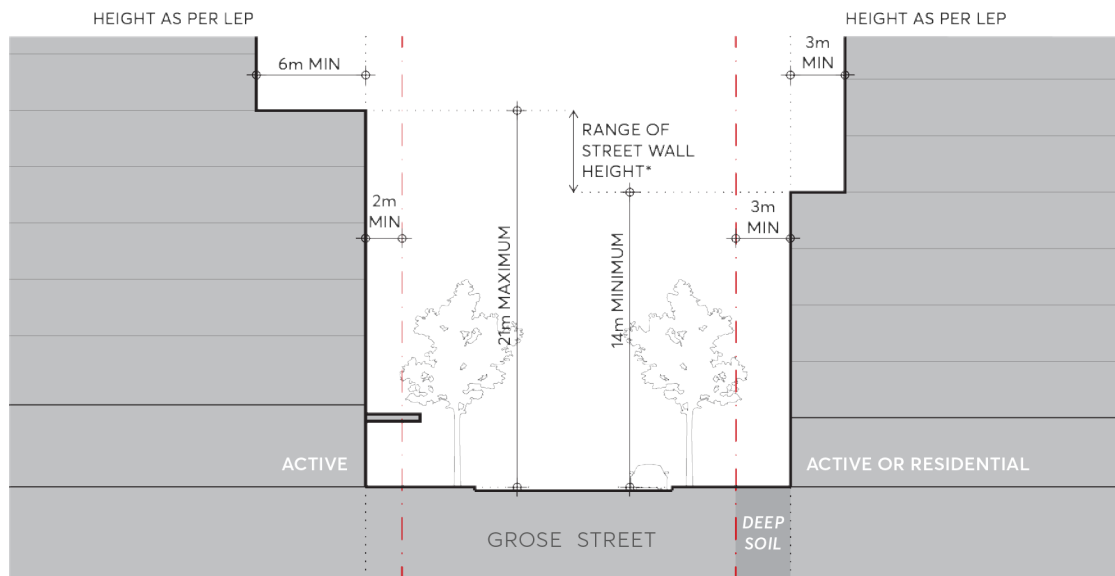 HEIGHT AS PER LEP
HEIGHT AS PER LEP
6m MIN
3m
MIN
RANGE OF
STREET WALL
HEIGHT*
2m
MIN
3m
MIN
21m MAXIMUM
14m MINIMUM
ACTIVE
ACTIVE OR RESIDENTIAL
GROSE STREET
DEEP
SOIL